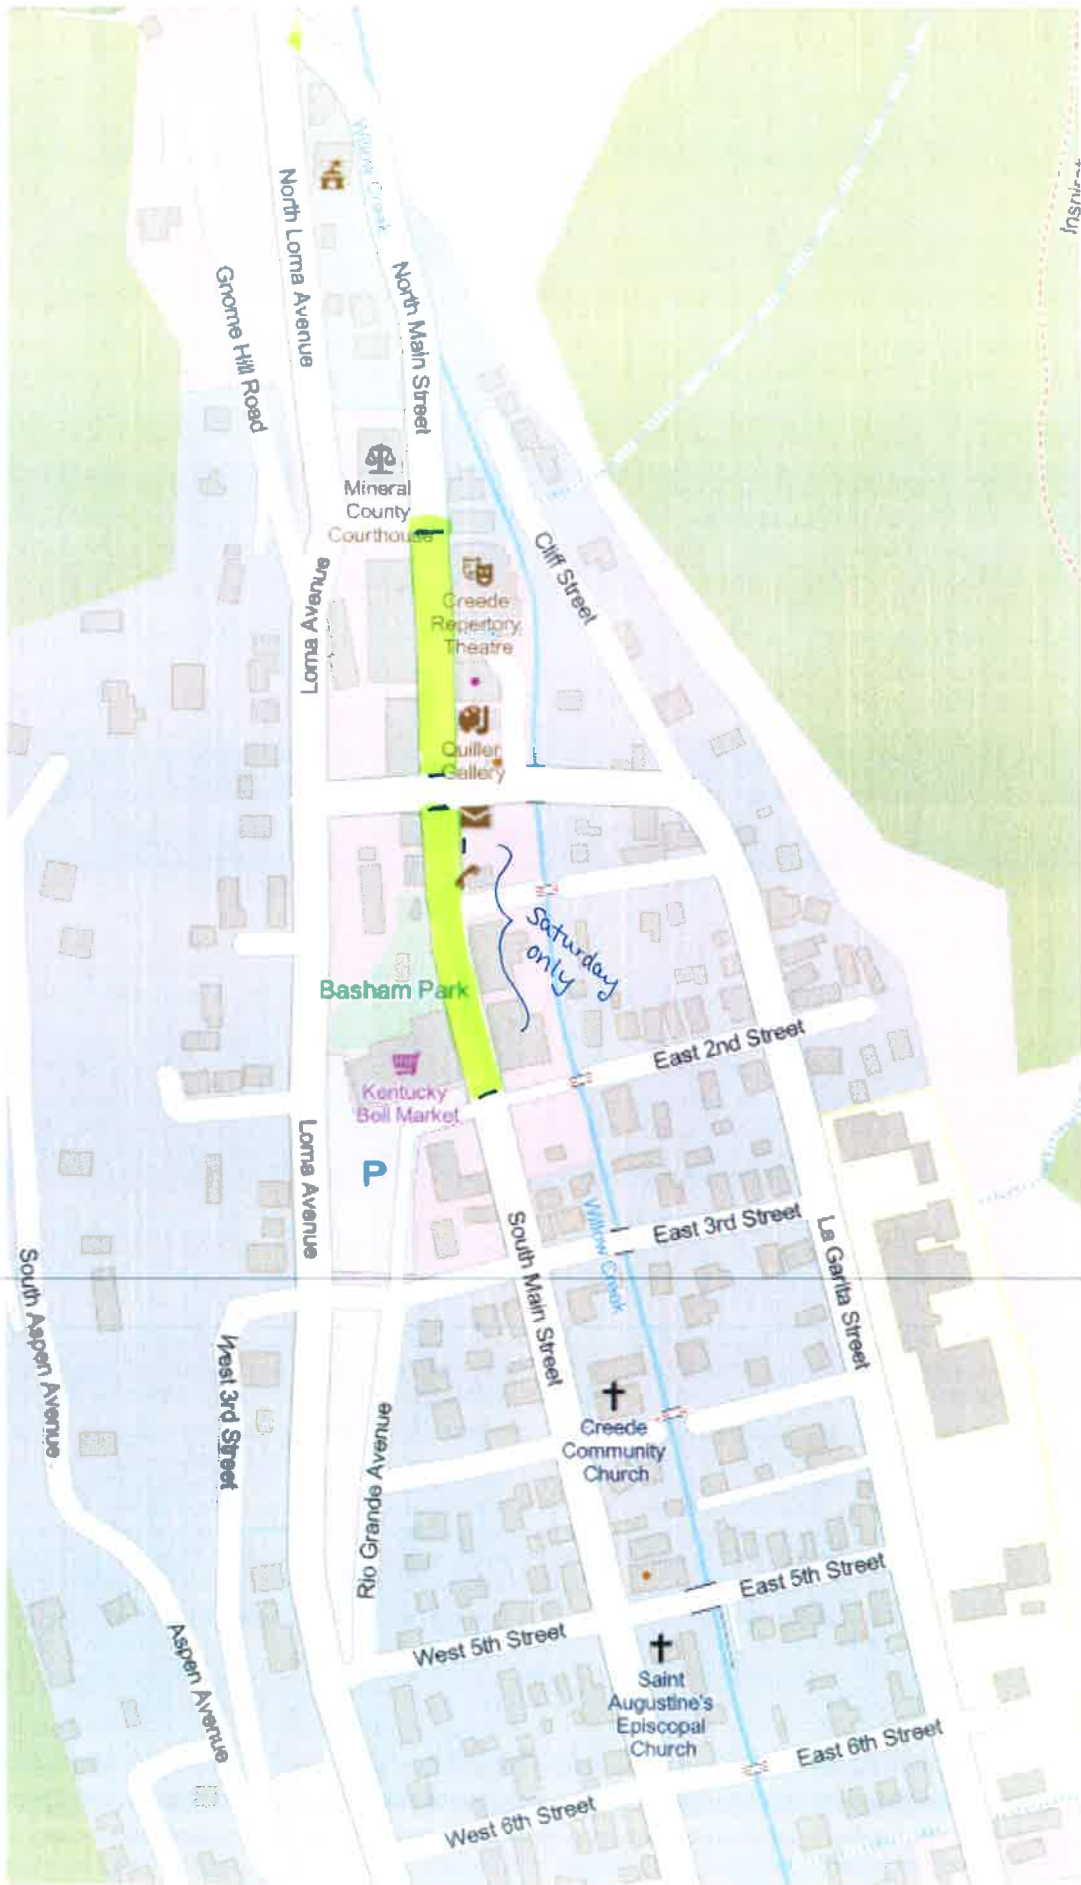 Willow Creek
Inspirat
North Loma Avenue
Gnome Hill Road
North Main Street
Mineral
County
Courthouse
Cliff Street
Loma Avenue
Creede
Repertory
Theatre
Quiller
Gallery
Saturday
only
Basham Park
East 2nd Street
Kentucky
Bell Market
P
Loma Avenue
Willow Creek
East 3rd Street
South Main Street
La Garita Street
South Aspen Avenue
West 3rd Street
Rio Grande Avenue
Creede
Community
Church
East 5th Street
West 5th Street
Aspen Avenue
Saint
Augustine's
Episcopal
Church
East 6th Street
West 6th Street